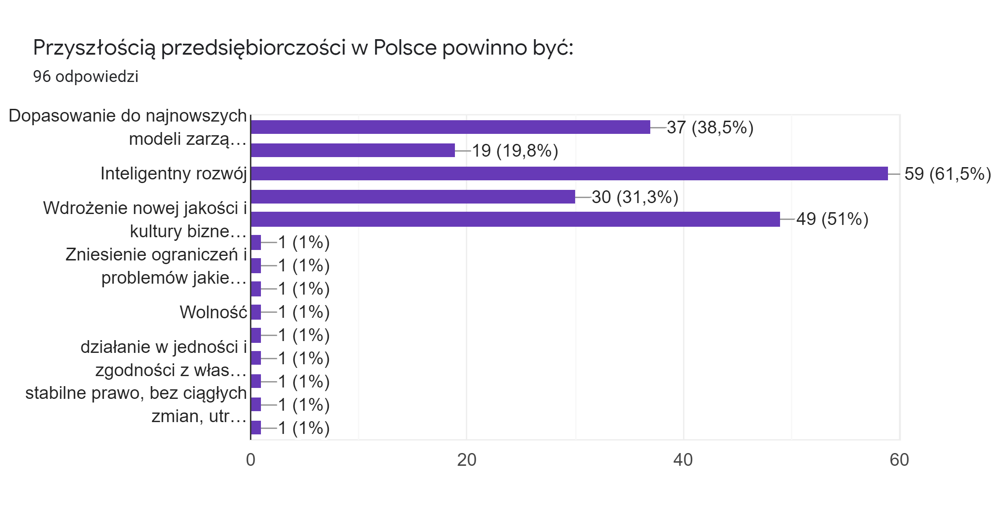 Przyszłością przedsiębiorczości w Polsce powinno być:
96 odpowiedzi
Dopasowanie do najnowszych
modeli zarzą…
37 (38,5%)
19 (19,8%)
Inteligentny rozwój
59 (61,5%)
30 (31,3%)
Wdrożenie nowej jakości i
kultury bizne…
49 (51%)
1 (1%)
Zniesienie ograniczeń i
problemów jakie…
1 (1%)
1 (1%)
Wolność
1 (1%)
1 (1%)
działanie w jedności i
zgodności z włas…
1 (1%)
1 (1%)
stabilne prawo, bez ciągłych
zmian, utr…
1 (1%)
1 (1%)
0
20
40
60